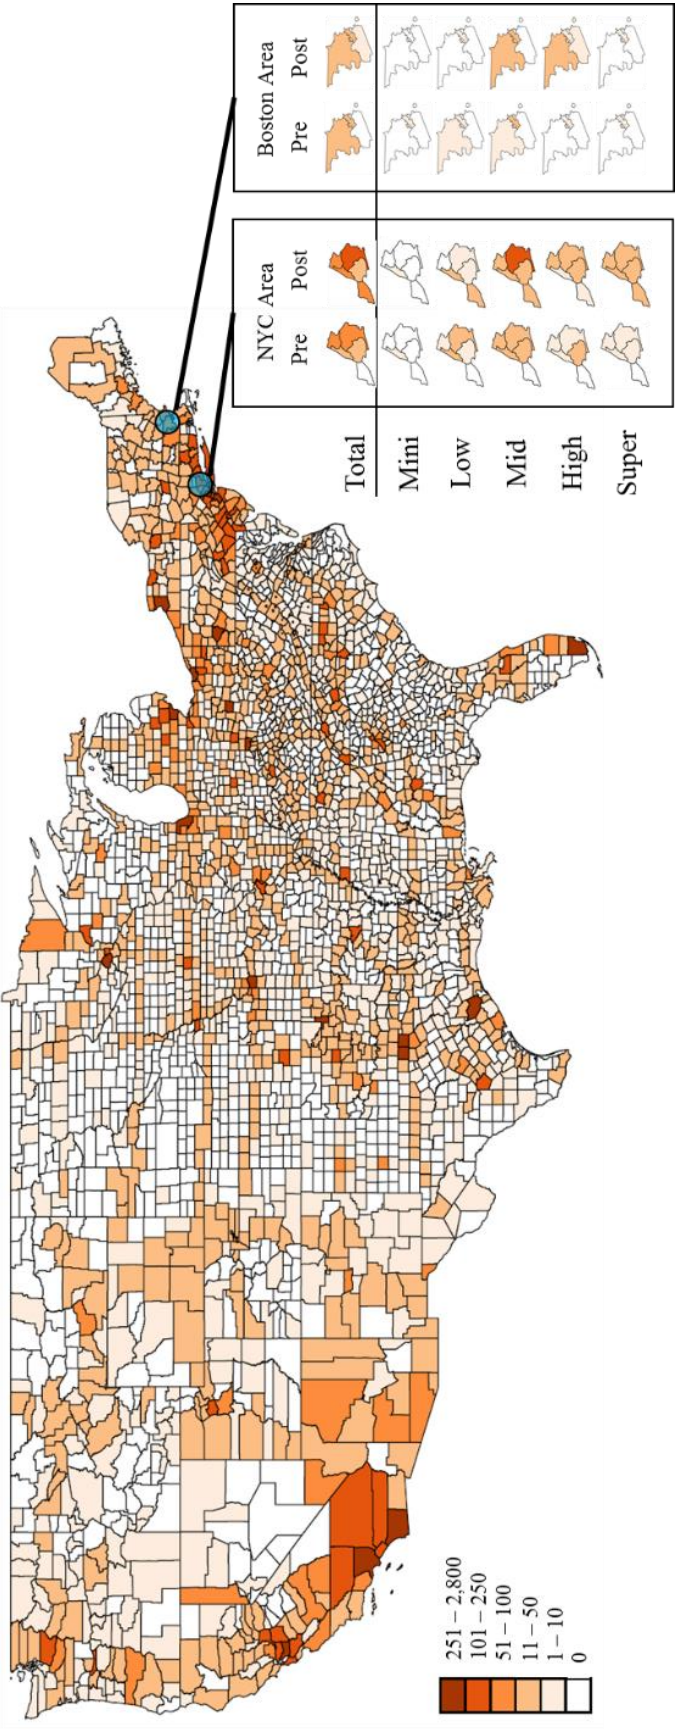 NYC Area
Boston Area
Pre
Post
Pre
Post
Total
Mini
Low
Mid
High
Super
251 – 2,800
101 – 250
51 – 100
11 – 50
1 – 10
0